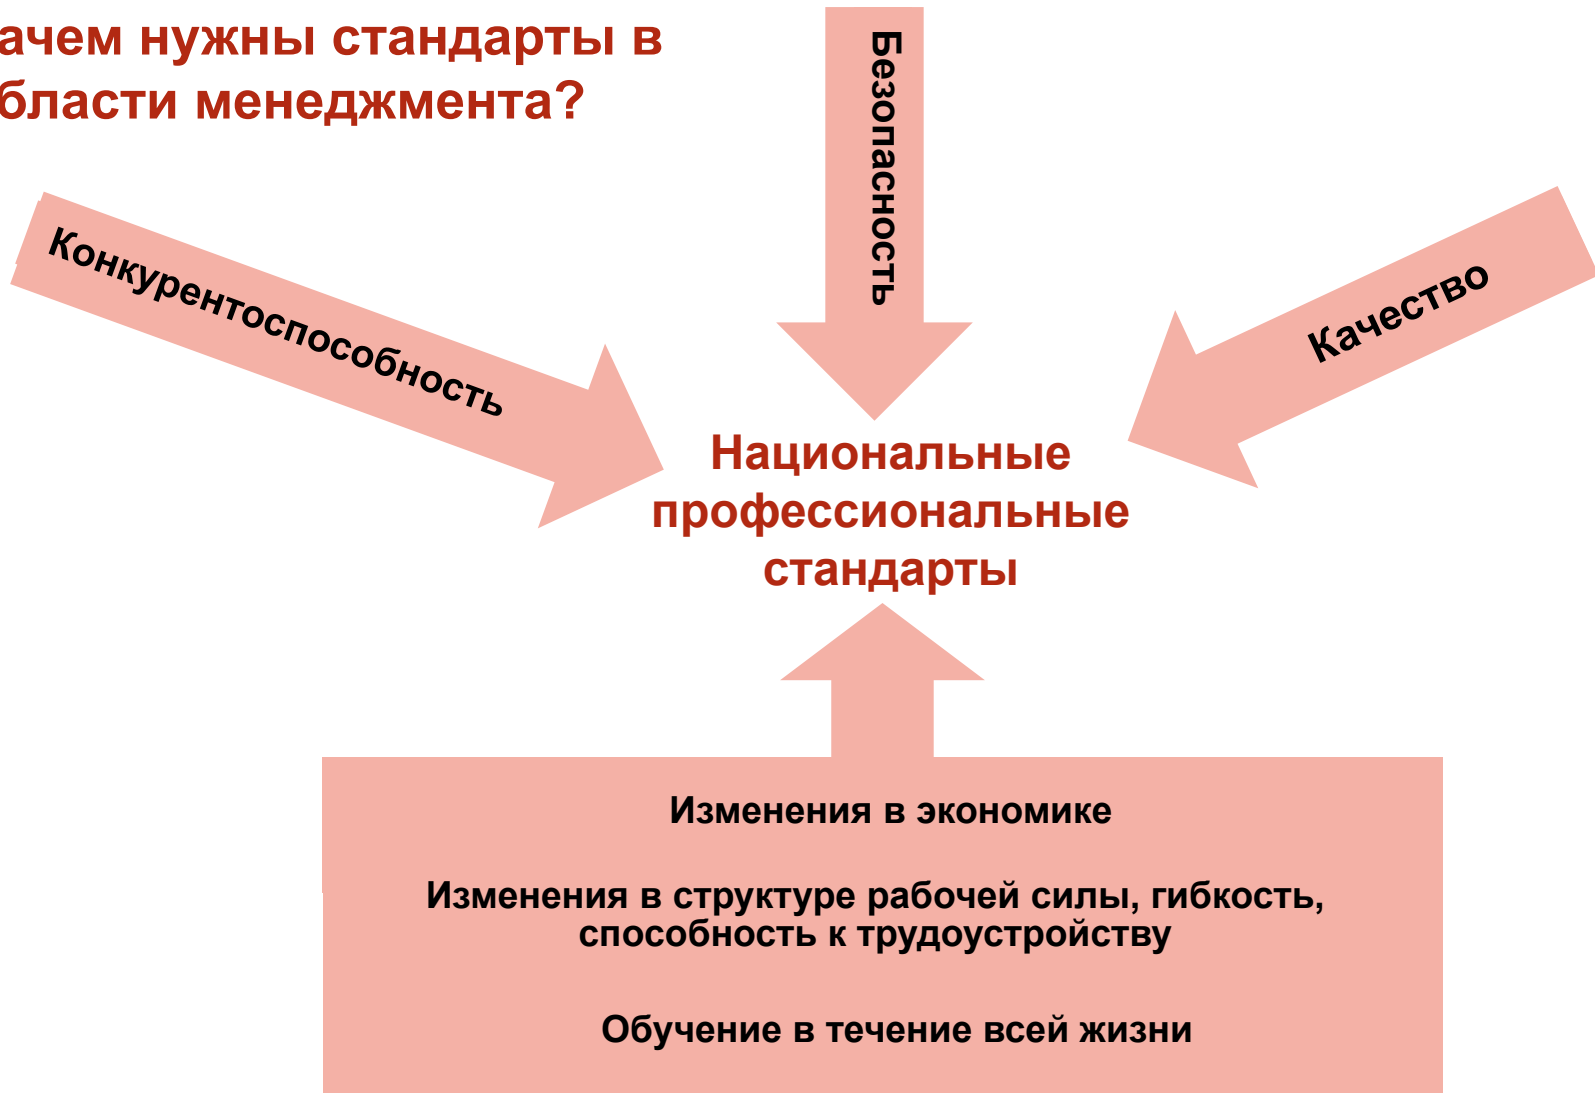 ачем нужны стандарты в
бласти менеджмента?
Безопасность
Конкурентоспособность
Качество
Национальные
профессиональные
стандарты
Изменения в экономике
Изменения в структуре рабочей силы, гибкость,
способность к трудоустройству
Обучение в течение всей жизни